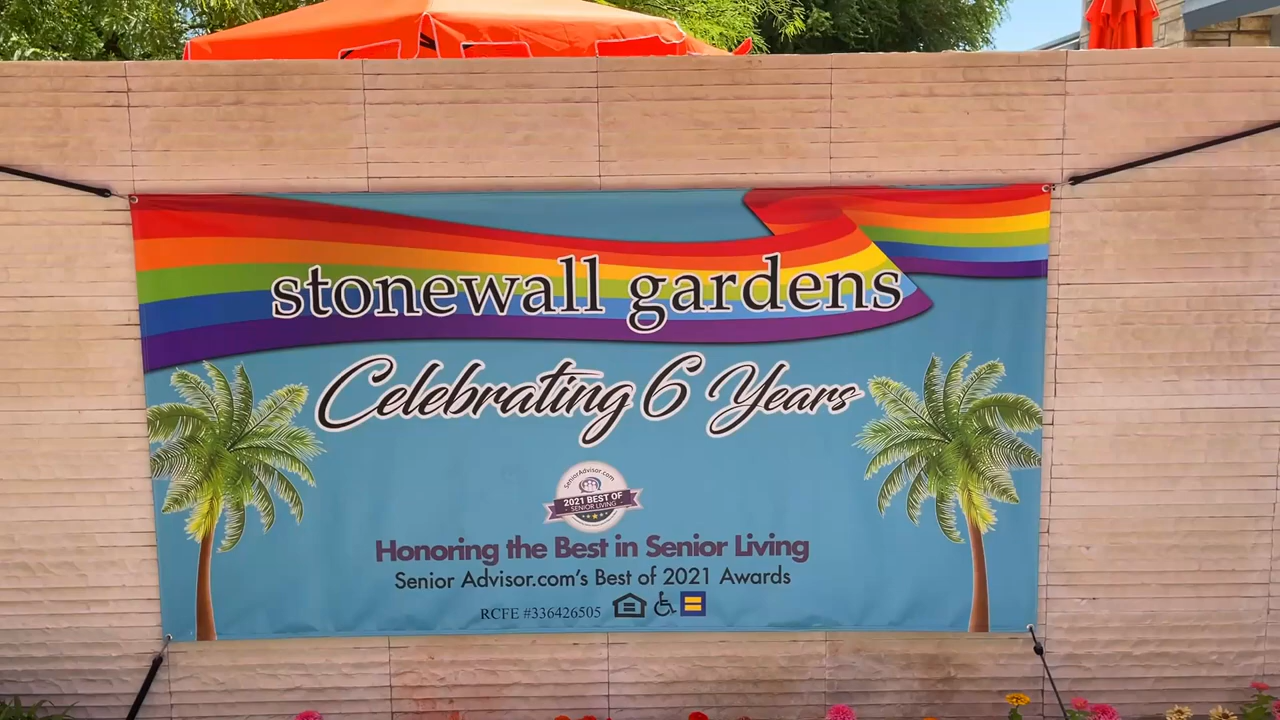 stonewall gardens
Celebrating 6 Years
SeniorAdvisor.com
2021 BEST OF
SENIOR LIVING
Honoring the Best in Senior Living
Senior Advisor.com's Best of 2021 Awards
RCFE #336426505